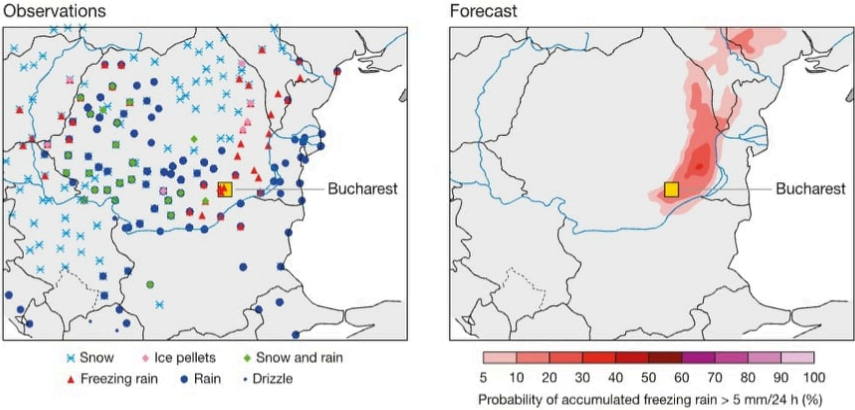 Observations
Forecast
Bucharest
Bucharest
Snow Ice pellets Snow and rain
Freezing rain Rain Drizzle
5 10 20 30 40 50 60 70 80 90 100
Probability of accumulated freezing rain > 5 mm/24 h (%)